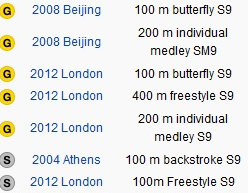 G 2008 Beijing 100 m butterfly S9
G 2008 Beijing 200 m individual
medley SM9
G 2012 London 100 m butterfly S9
G 2012 London 400 m freestyle S9
G 2012 London 200 m individual
medley S9
S 2004 Athens 100 m backstroke S9
S 2012 London 100m Freestyle S9